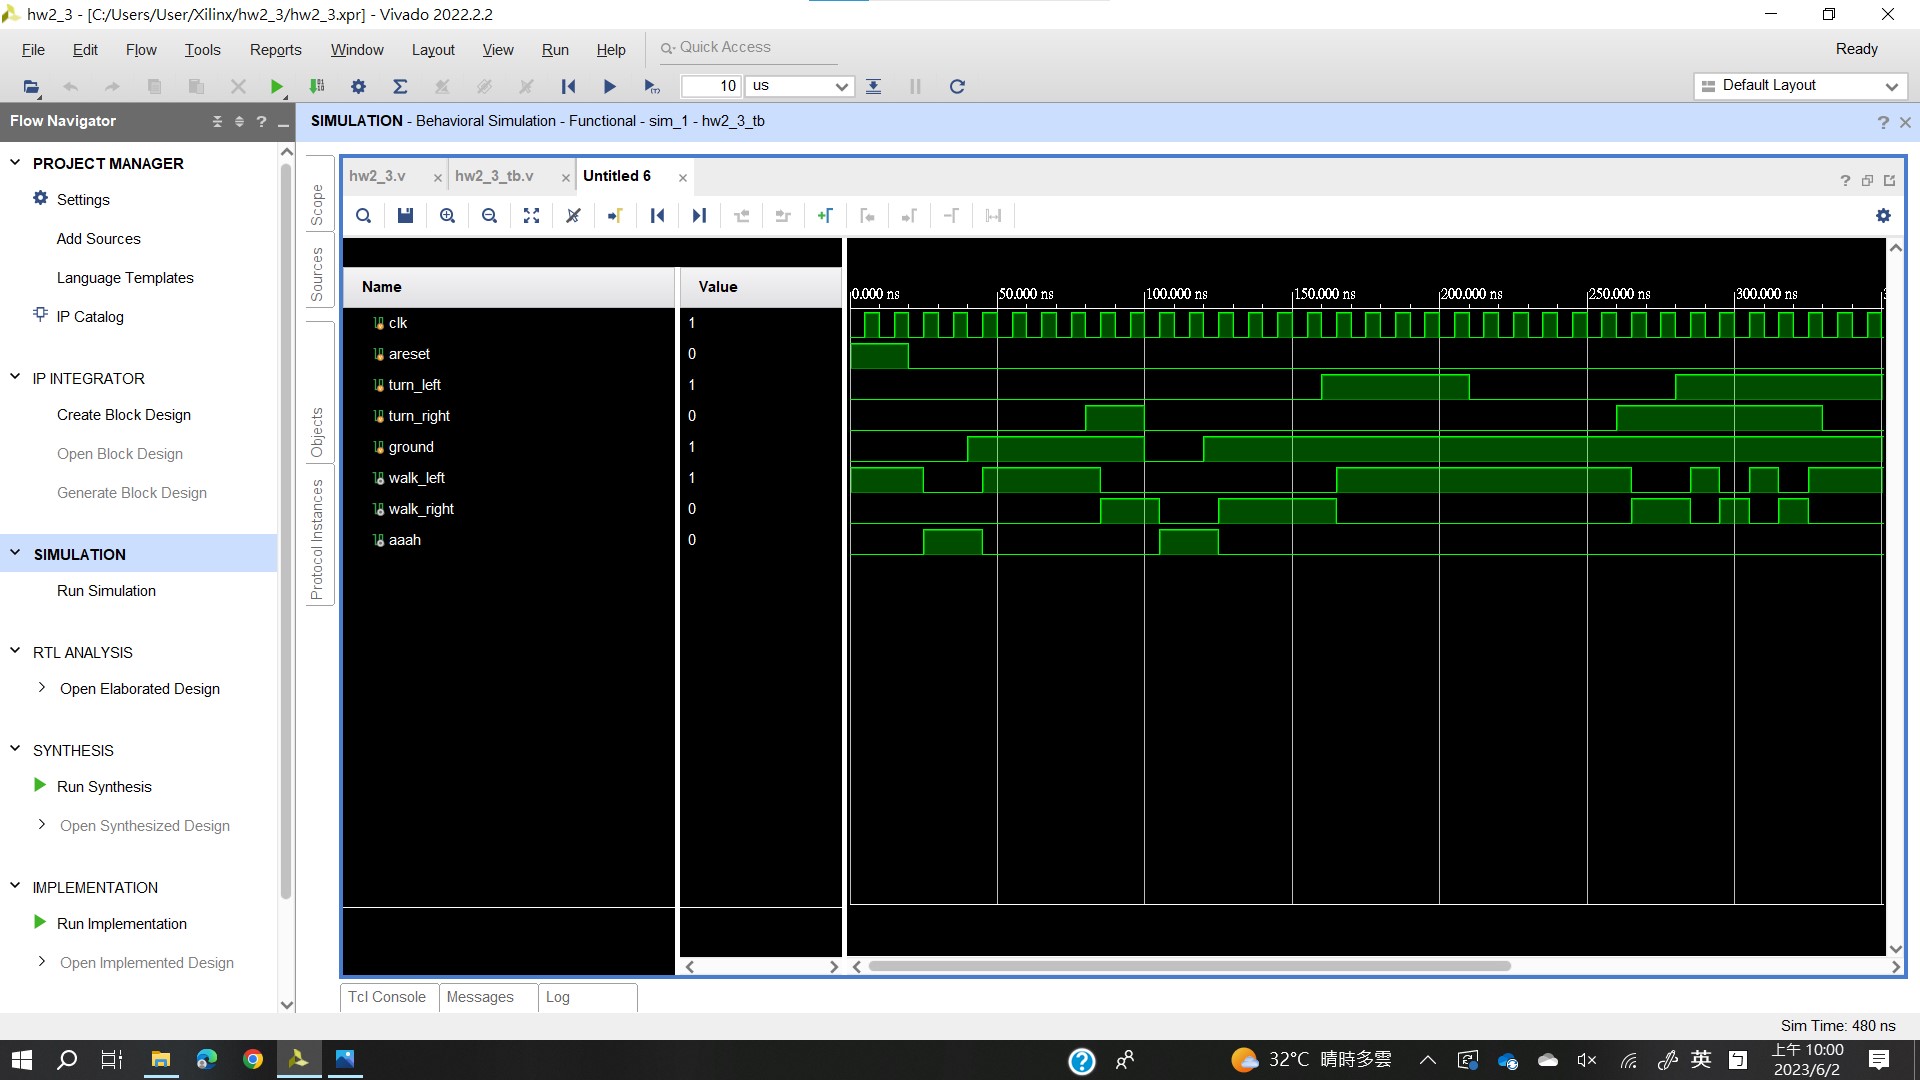 hw2_3 - [C:/Users/User/Xilinx/hw2_3/hw2_3.xpr] - Vivado 2022.2.2
File Edit Flow Tools Reports Window Layout View Run Help Quick Access Ready
10 us Default Layout
Flow Navigator
SIMULATION - Behavioral Simulation - Functional - sim_1 - hw2_3_tb
PROJECT MANAGER
Settings
Add Sources
Language Templates
IP Catalog
IP INTEGRATOR
Create Block Design
Open Block Design
Generate Block Design
SIMULATION
Run Simulation
RTL ANALYSIS
Open Elaborated Design
SYNTHESIS
Run Synthesis
Open Synthesized Design
IMPLEMENTATION
Run Implementation
Open Implemented Design
Scope
Sources
Objects
Protocol Instances
hw2_3.v hw2_3_tb.v Untitled 6
Name Value
0.000 ns 50.000 ns 100.000 ns 150.000 ns 200.000 ns 250.000 ns 300.000 ns
clk 1
areset 0
turn_left 1
turn_right 0
ground 1
walk_left 1
walk_right 0
aaah 0
Tcl Console Messages Log
Sim Time: 480 ns
32°C 晴時多雲 英 上午 10:00
2023/6/2